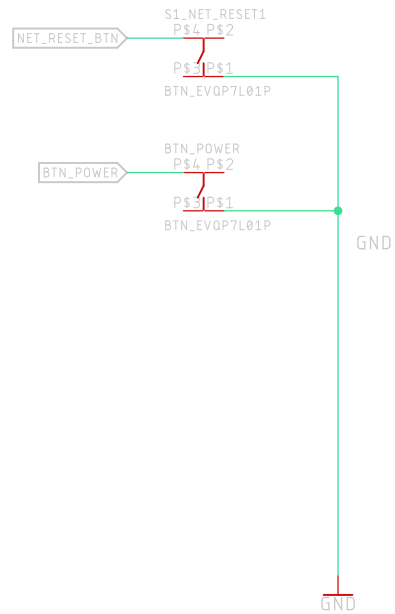 S1_NET_RESET1
P$4 P$2
NET_RESET_BTN
P$3 P$1
BTN_EVQP7L01P
BTN_POWER
P$4 P$2
BTN_POWER
P$3 P$1
BTN_EVQP7L01P
GND
GND